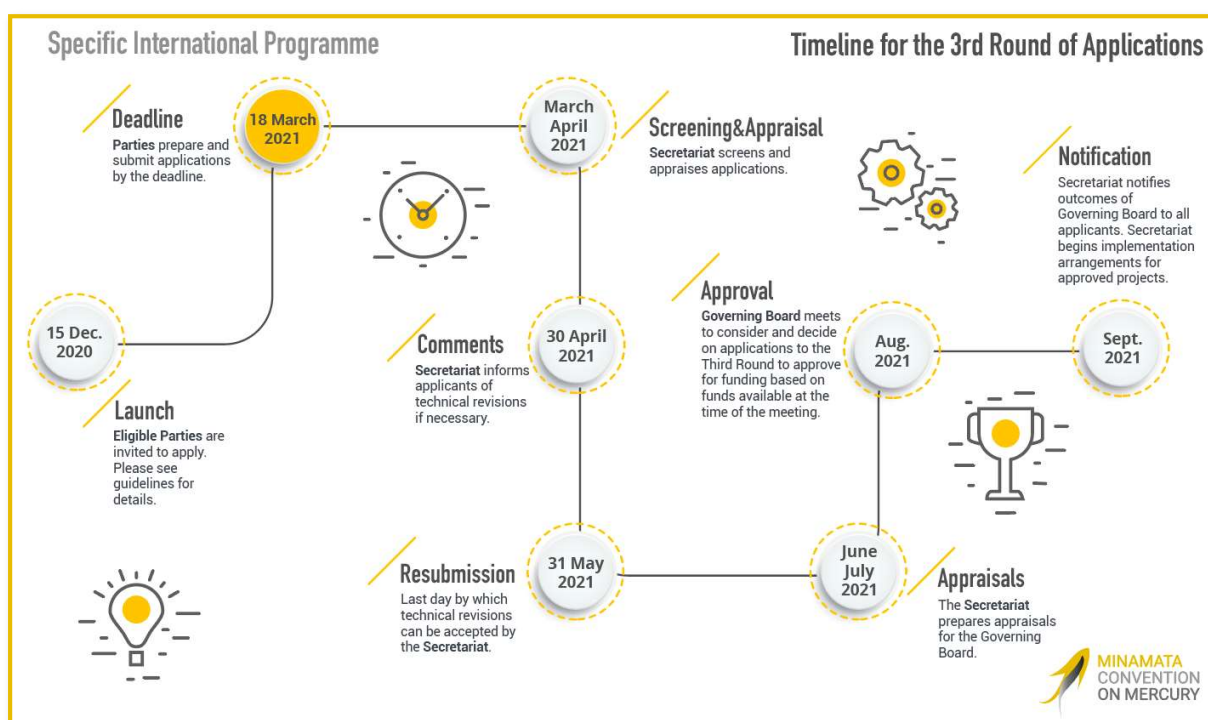 Specific International Programme
Timeline for the 3rd Round of Applications
15 Dec.
2020
Launch
Eligible Parties are
invited to apply.
Please see
guidelines for
details.
Deadline
Parties prepare and
submit applications
by the deadline.
18 March
2021
March
April
2021
Screening&Appraisal
Secretariat screens and
appraises applications.
Comments
Secretariat informs
applicants of
technical revisions
if necessary.
30 April
2021
Resubmission
Last day by which
technical revisions
can be accepted by
the Secretariat.
31 May
2021
June
July
2021
Appraisals
The Secretariat
prepares appraisals
for the Governing
Board.
Approval
Governing Board meets
to consider and decide
on applications to the
Third Round to approve
for funding based on
funds available at the
time of the meeting.
Aug.
2021
Notification
Secretariat notifies
outcomes of
Governing Board to all
applicants. Secretariat
begins implementation
arrangements for
approved projects.
Sept.
2021
MINAMATA
CONVENTION
ON MERCURY